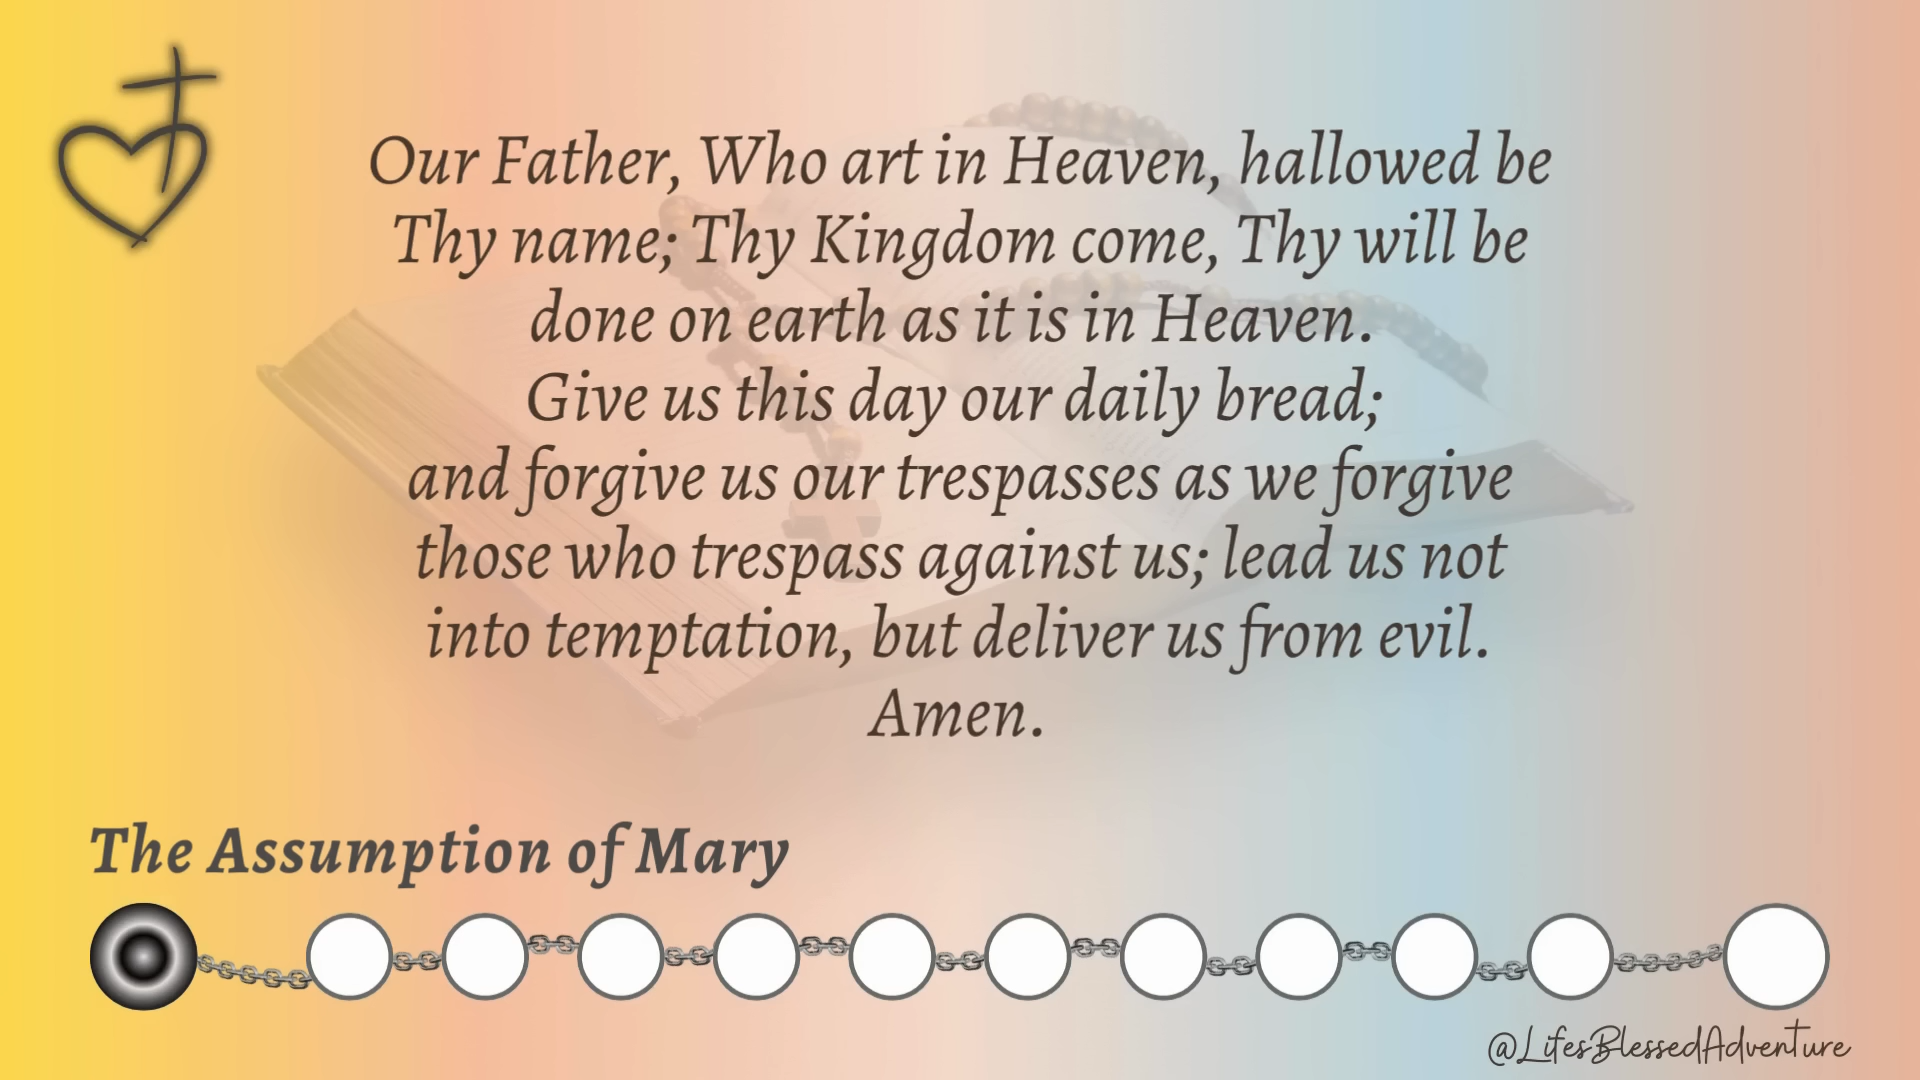 Our Father, Who art in Heaven, hallowed be
Thy name; Thy Kingdom come, Thy will be
done on earth as it is in Heaven.
Give us this day our daily bread;
and forgive us our trespasses as we forgive
those who trespass against us; lead us not
into temptation, but deliver us from evil.
Amen.
The Assumption of Mary
@LifesBlessedAdventure